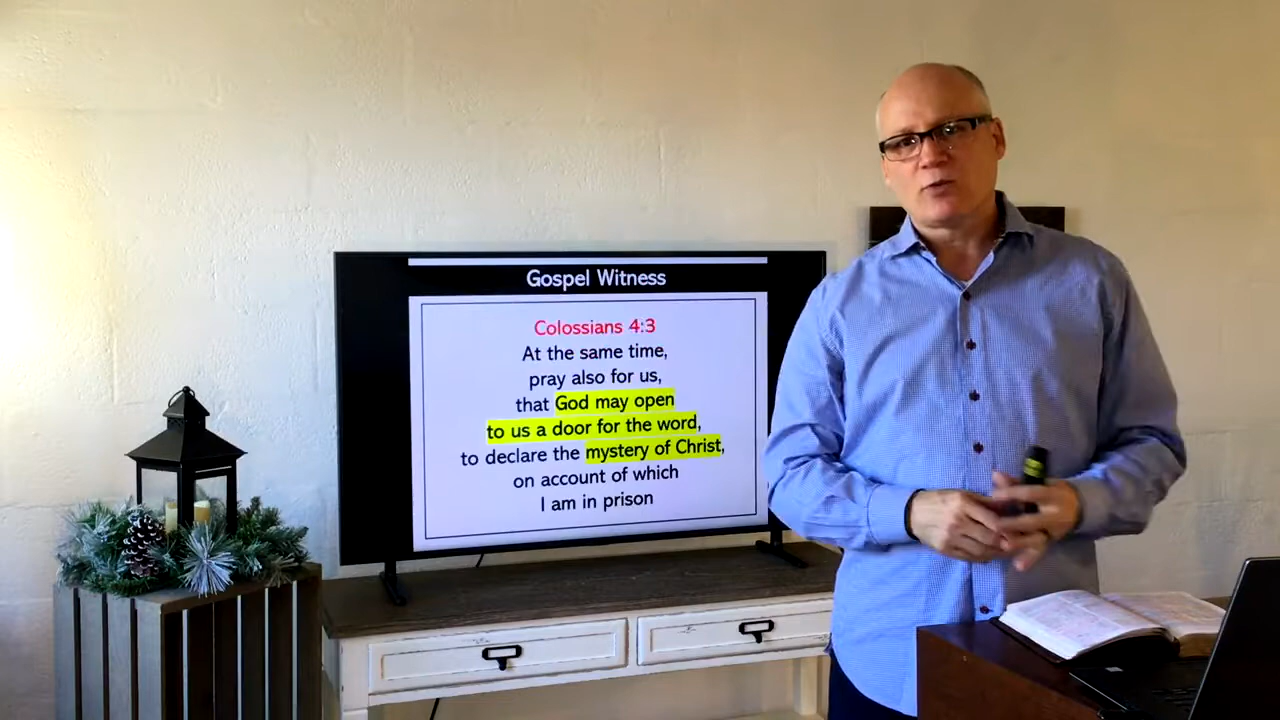 Gospel Witness
Colossians 4:3
At the same time,
pray also for us,
that God may open
to us a door for the word,
to declare the mystery of Christ,
on account of which
I am in prison